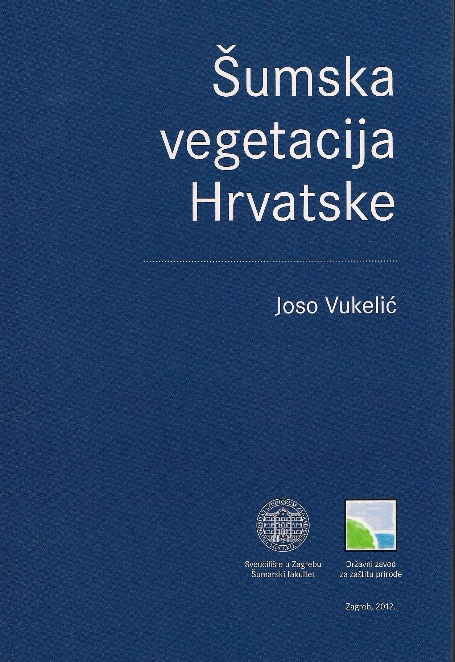 Šumska
vegetacija
Hrvatske
Joso Vukelić
Sveučilište u Zagrebu
Šumarski fakultet
Državni zavod
za zaštitu prirode
Zagreb, 2012.